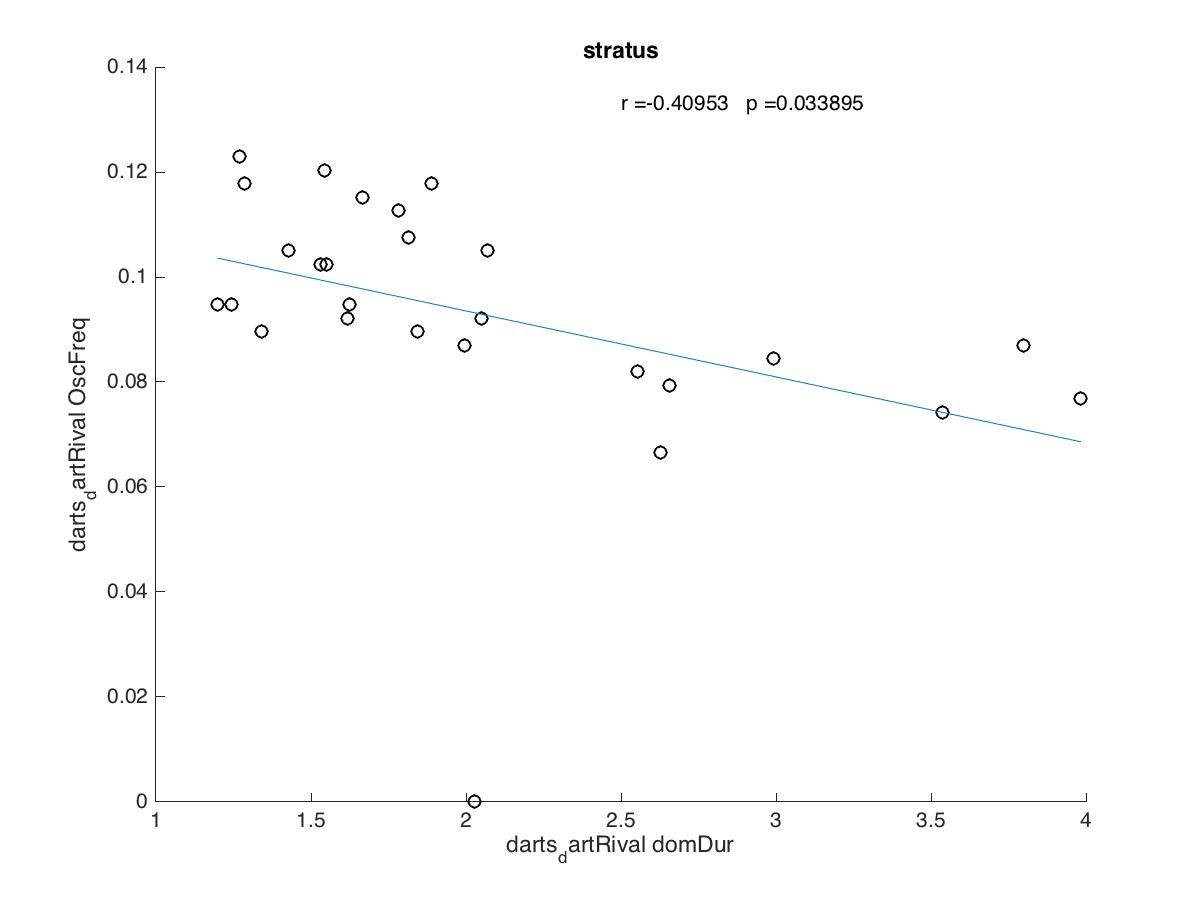 stratus
r =-0.40953 p =0.033895
0.14
0.12
0.1
0.08
0.06
0.04
0.02
0
darts_dartRival OscFreq
1 1.5 2 2.5 3 3.5 4
darts_dartRival domDur